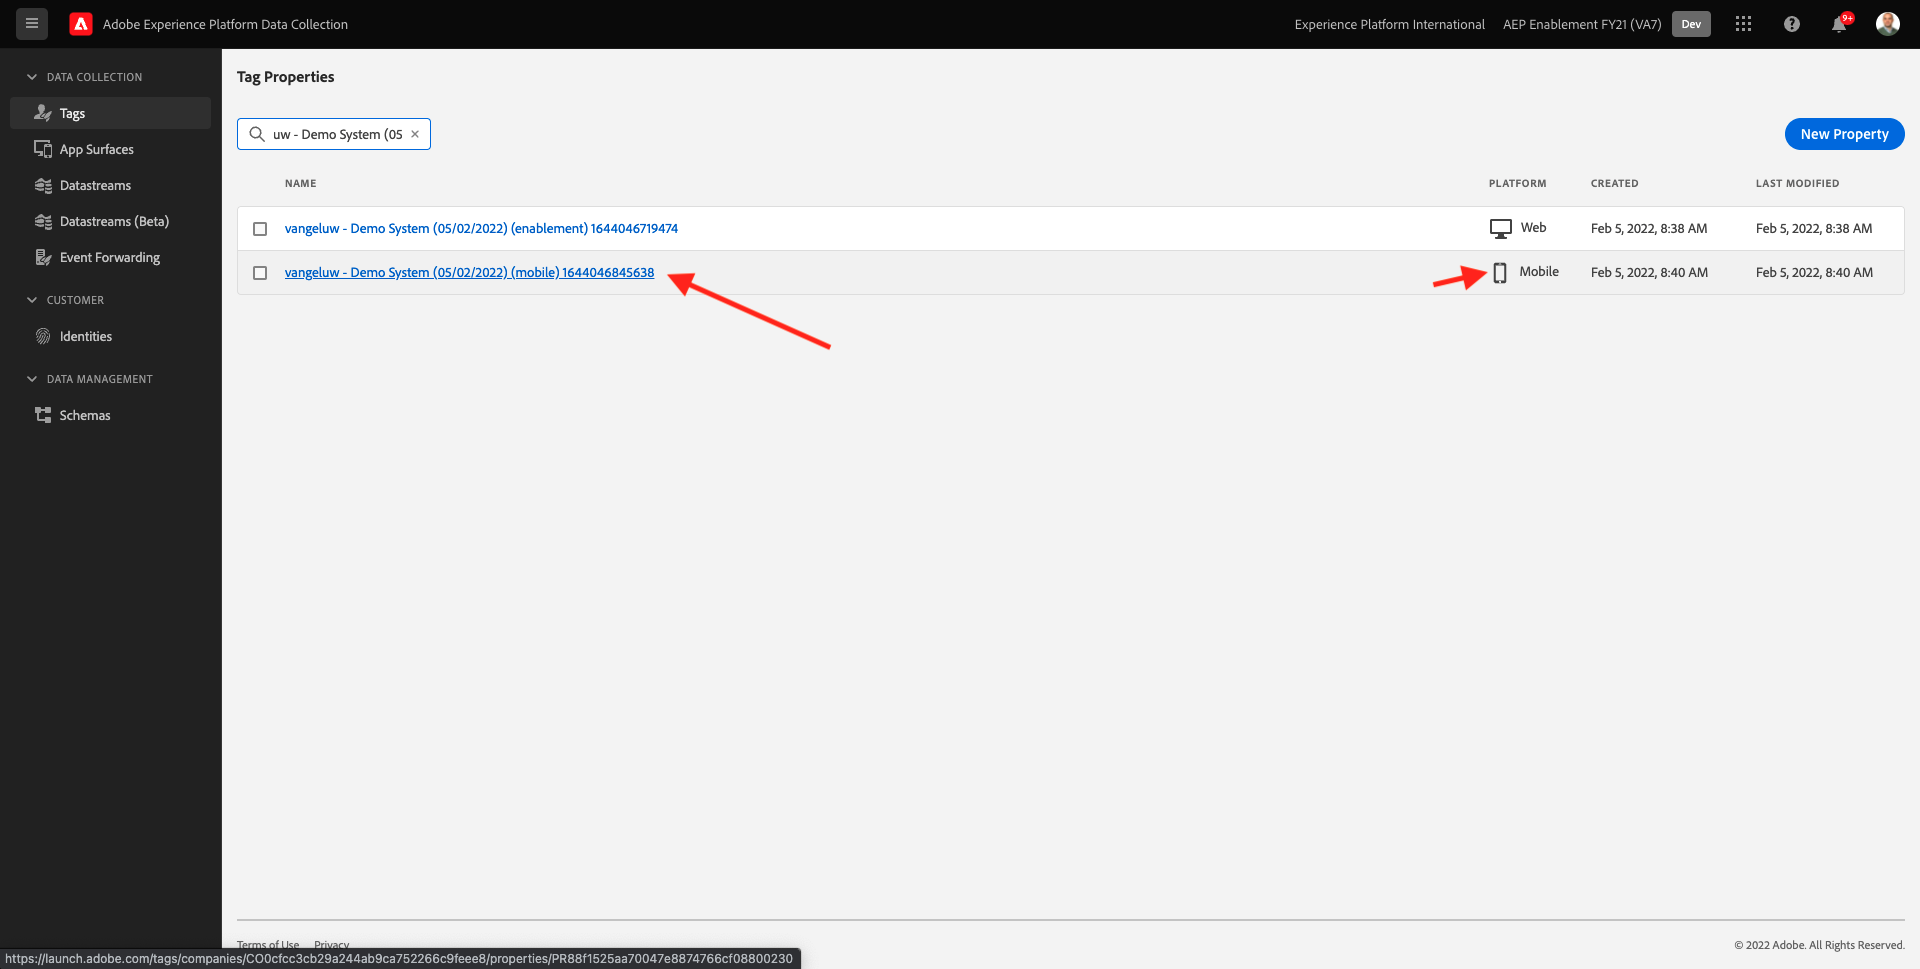 Adobe Experience Platform Data Collection
Experience Platform International
AEP Enablement FY21 (VA7)
Dev
9+
DATA COLLECTION
Tags
App Surfaces
Datastreams
Datastreams (Beta)
Event Forwarding
CUSTOMER
Identities
DATA MANAGEMENT
Schemas
Tag Properties
uw - Demo System (05
New Property
NAME PLATFORM CREATED LAST MODIFIED
vangeluw - Demo System (05/02/2022) (enablement) 1644046719474 Web Feb 5, 2022, 8:38 AM Feb 5, 2022, 8:38 AM
vangeluw - Demo System (05/02/2022) (mobile) 1644046845638 Mobile Feb 5, 2022, 8:40 AM Feb 5, 2022, 8:40 AM
Terms of Use Privacy
© 2022 Adobe. All Rights Reserved.
https://launch.adobe.com/tags/companies/CO0cfcc3cb29a244ab9ca752266c9feee8/properties/PR88f1525aa70047e8874766cf08800230